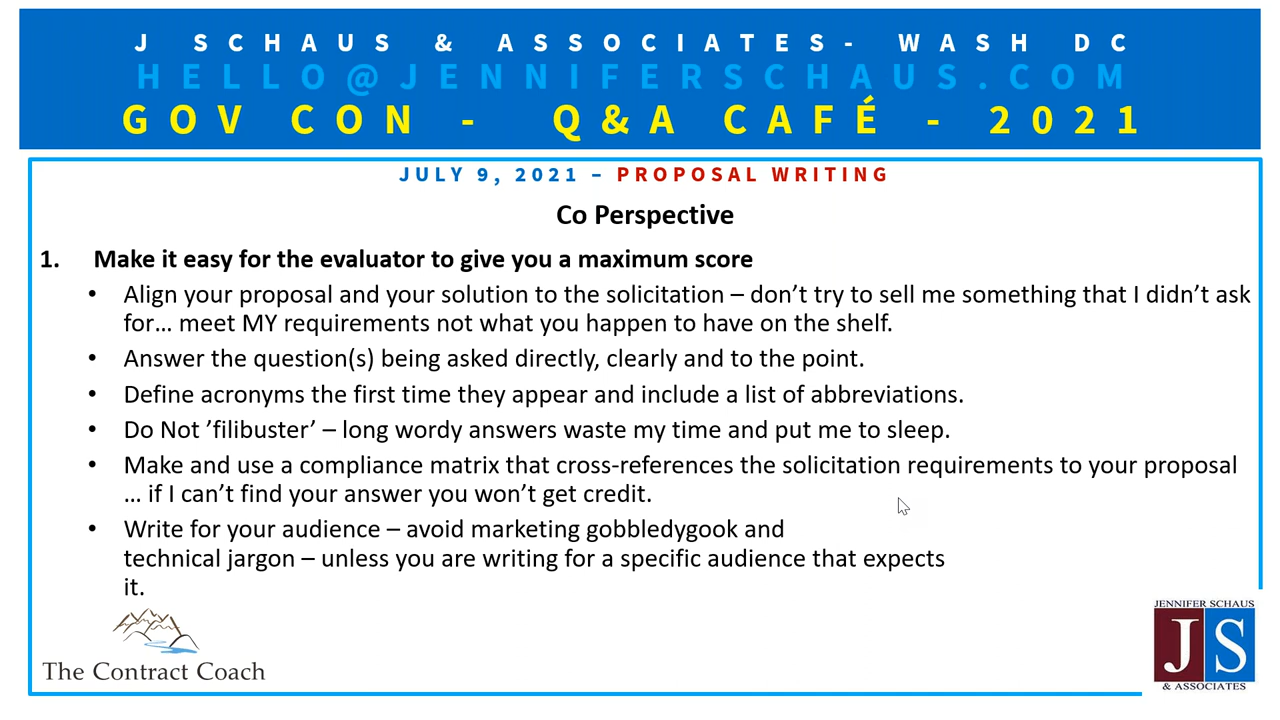 J SCHAUS & ASSOCIATES- WASH DC
HELLO@JENNIFERSCHAUS.COM
GOV CON - Q&A CAFÉ - 2021
JULY 9, 2021 – PROPOSAL WRITING
Co Perspective
1. Make it easy for the evaluator to give you a maximum score
• Align your proposal and your solution to the solicitation – don’t try to sell me something that I didn’t ask
for… meet MY requirements not what you happen to have on the shelf.
• Answer the question(s) being asked directly, clearly and to the point.
• Define acronyms the first time they appear and include a list of abbreviations.
• Do Not ’filibuster’ – long wordy answers waste my time and put me to sleep.
• Make and use a compliance matrix that cross-references the solicitation requirements to your proposal
… if I can’t find your answer you won’t get credit.
• Write for your audience – avoid marketing gobbledygook and
technical jargon – unless you are writing for a specific audience that expects
it.
The Contract Coach
JENNIFER SCHAUS
JS
& ASSOCIATES